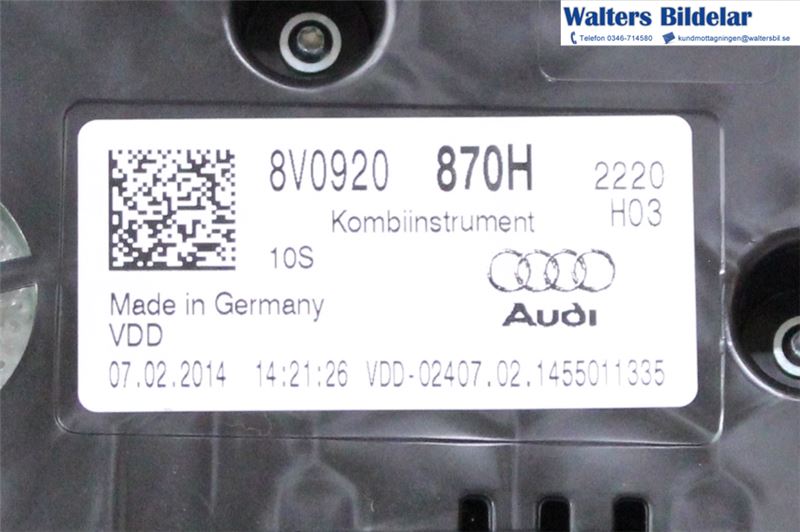 Walters Bildelar
Telefon 0346-714580 kundmottagningen@waltersbil.se
8V0920 870H 2220
Kombiinstrument H03
10S
Audi
Made in Germany
VDD
07.02.2014 14:21:26 VDD-02407.02.1455011335